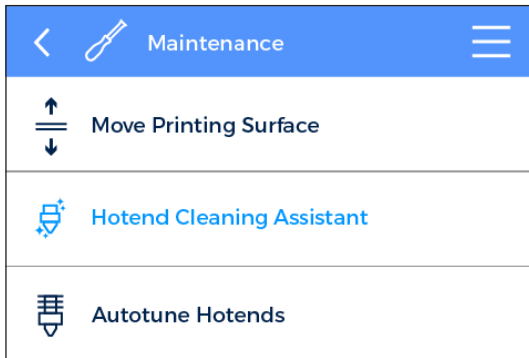 Maintenance
Move Printing Surface
Hotend Cleaning Assistant
Autotune Hotends